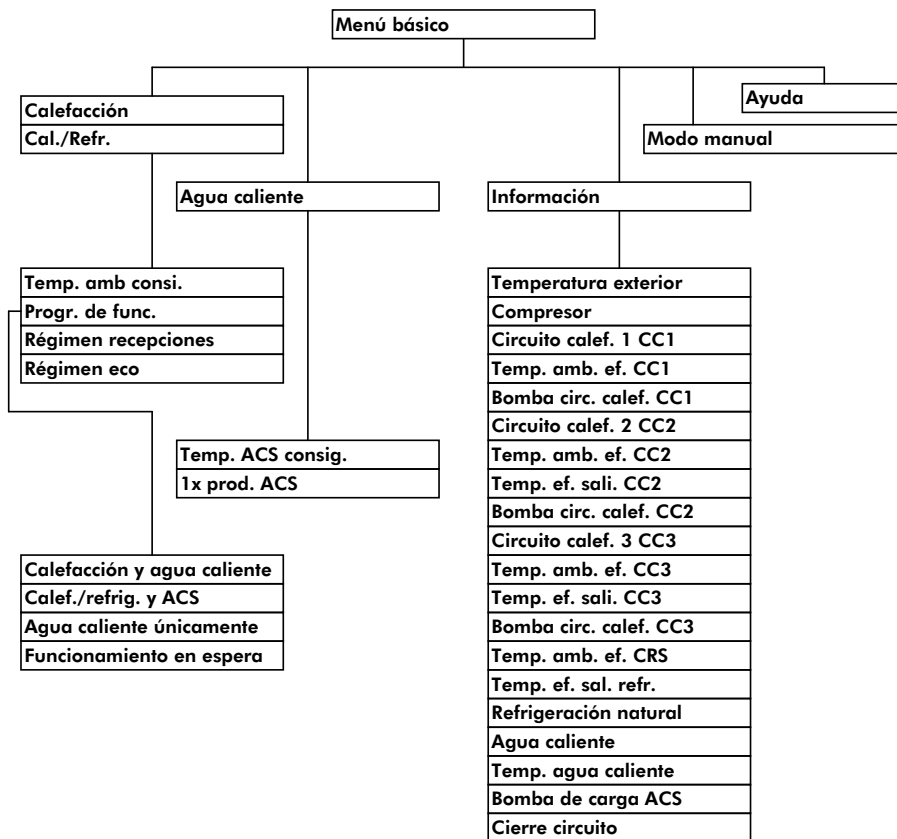 Menú básico
Ayuda
Calefacción
Cal./Refr.
Modo manual
Agua caliente
Información
Temp. amb consi.
Progr. de func.
Régimen recepciones
Régimen eco
Temp. ACS consig.
1x prod. ACS
Calefacción y agua caliente
Calef./refrig. y ACS
Agua caliente únicamente
Funcionamiento en espera
Temperatura exterior
Compresor
Circuito calef. 1 CC1
Temp. amb. ef. CC1
Bomba circ. calef. CC1
Circuito calef. 2 CC2
Temp. amb. ef. CC2
Temp. ef. sali. CC2
Bomba circ. calef. CC2
Circuito calef. 3 CC3
Temp. amb. ef. CC3
Temp. ef. sali. CC3
Bomba circ. calef. CC3
Temp. amb. ef. CRS
Temp. ef. sal. refr.
Refrigeración natural
Agua caliente
Temp. agua caliente
Bomba de carga ACS
Cierre circuito